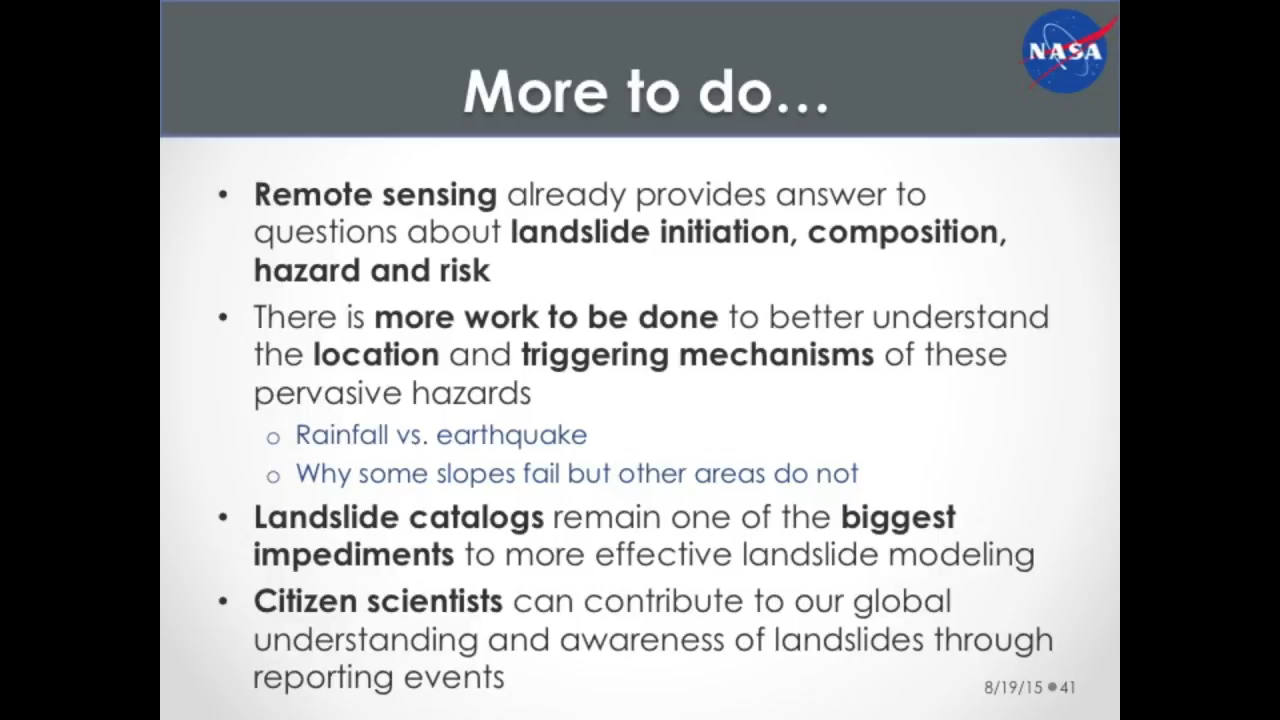 NASA
More to do...
• Remote sensing already provides answer to
questions about landslide initiation, composition,
hazard and risk
• There is more work to be done to better understand
the location and triggering mechanisms of these
pervasive hazards
o Rainfall vs. earthquake
o Why some slopes fail but other areas do not
• Landslide catalogs remain one of the biggest
impediments to more effective landslide modeling
• Citizen scientists can contribute to our global
understanding and awareness of landslides through
reporting events
8/19/15 ● 41